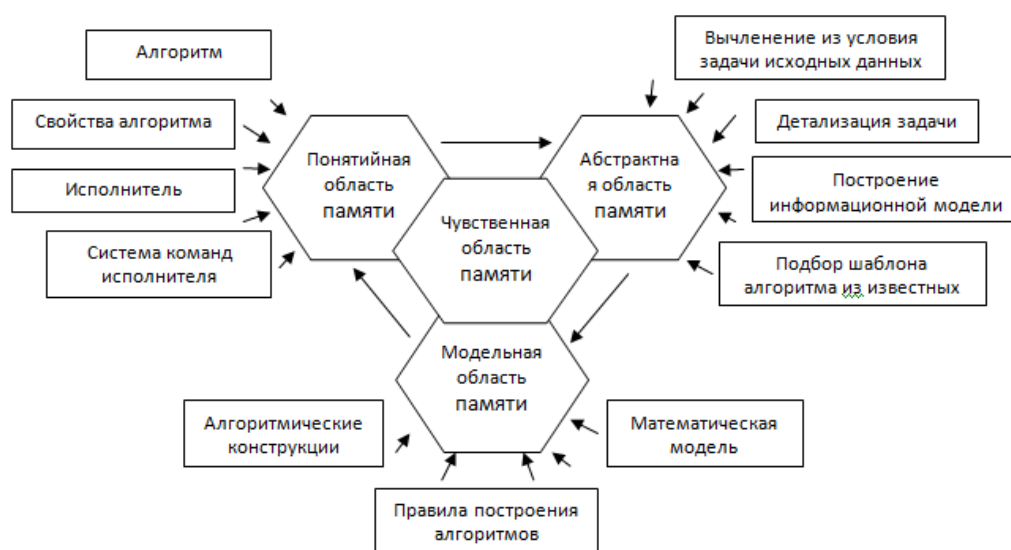 Алгоритм
Свойства алгоритма
Исполнитель
Система команд
исполнителя
Понятийная
область
памяти
Чувственная
область
памяти
Абстрактна
я область
памяти
Вычленение из условия
задачи исходных данных
Детализация задачи
Построение
информационной модели
Подбор шаблона
алгоритма из известных
Модельная
область
памяти
Алгоритмические
конструкции
Математическая
модель
Правила построения
алгоритмов